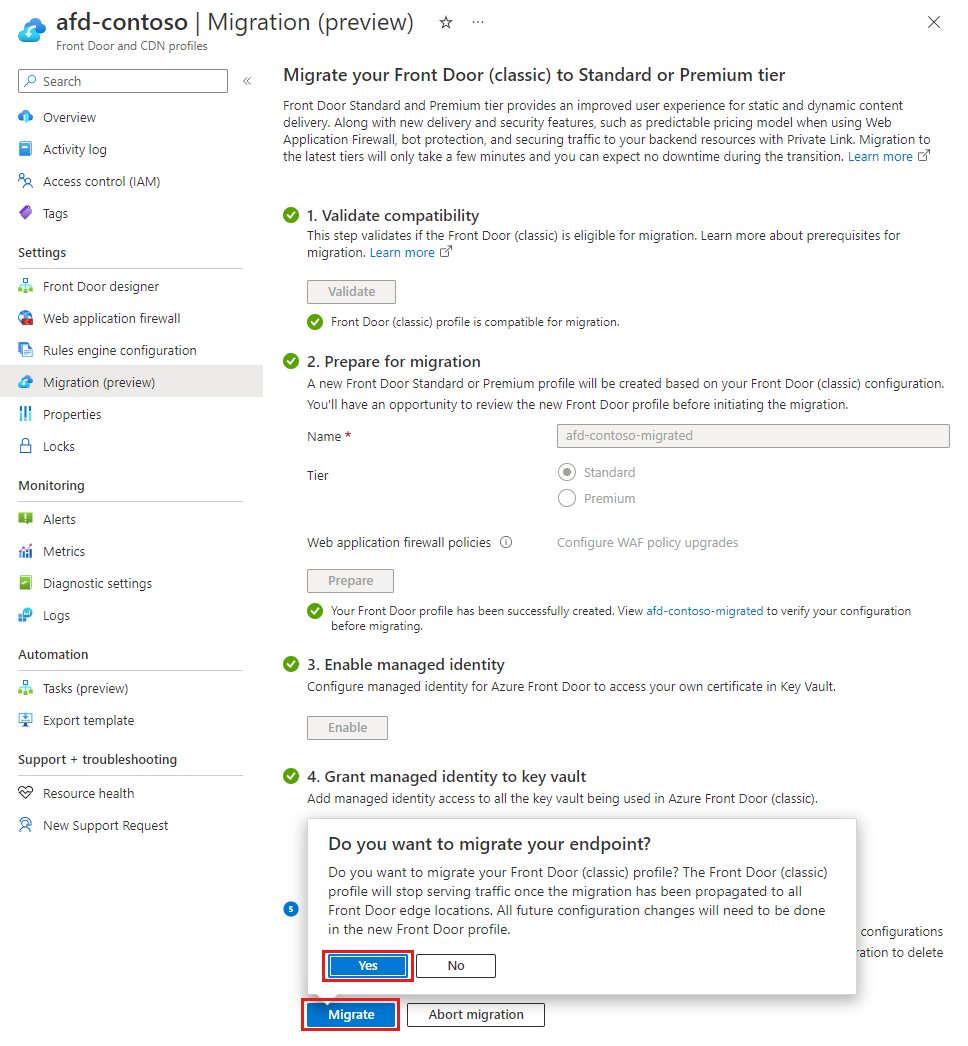 afd-contoso | Migration (preview)
Front Door and CDN profiles
Search
Overview
Activity log
Access control (IAM)
Tags
Settings
Front Door designer
Web application firewall
Rules engine configuration
Migration (preview)
Properties
Locks
Monitoring
Alerts
Metrics
Diagnostic settings
Logs
Automation
Tasks (preview)
Export template
Support + troubleshooting
Resource health
New Support Request
Migrate your Front Door (classic) to Standard or Premium tier
Front Door Standard and Premium tier provides an improved user experience for static and dynamic content
delivery. Along with new delivery and security features, such as predictable pricing model when using Web
Application Firewall, bot protection, and securing traffic to your backend resources with Private Link. Migration to
the latest tiers will only take a few minutes and you can expect no downtime during the transition. Learn more
1. Validate compatibility
This step validates if the Front Door (classic) is eligible for migration. Learn more about prerequisites for
migration. Learn more
Validate
Front Door (classic) profile is compatible for migration.
2. Prepare for migration
A new Front Door Standard or Premium profile will be created based on your Front Door (classic) configuration.
You'll have an opportunity to review the new Front Door profile before initiating the migration.
Name *
afd-contoso-migrated
Tier
Standard
Premium
Web application firewall policies
Configure WAF policy upgrades
Prepare
Your Front Door profile has been successfully created. View afd-contoso-migrated to verify your configuration
before migrating.
3. Enable managed identity
Configure managed identity for Azure Front Door to access your own certificate in Key Vault.
Enable
4. Grant managed identity to key vault
Add managed identity access to all the key vault being used in Azure Front Door (classic).
Do you want to migrate your endpoint?
Do you want to migrate your Front Door (classic) profile? The Front Door (classic)
profile will stop serving traffic once the migration has been propagated to all
Front Door edge locations. All future configuration changes will need to be done
in the new Front Door profile.
5
configurations
ration to delete
Yes
No
Migrate
Abort migration